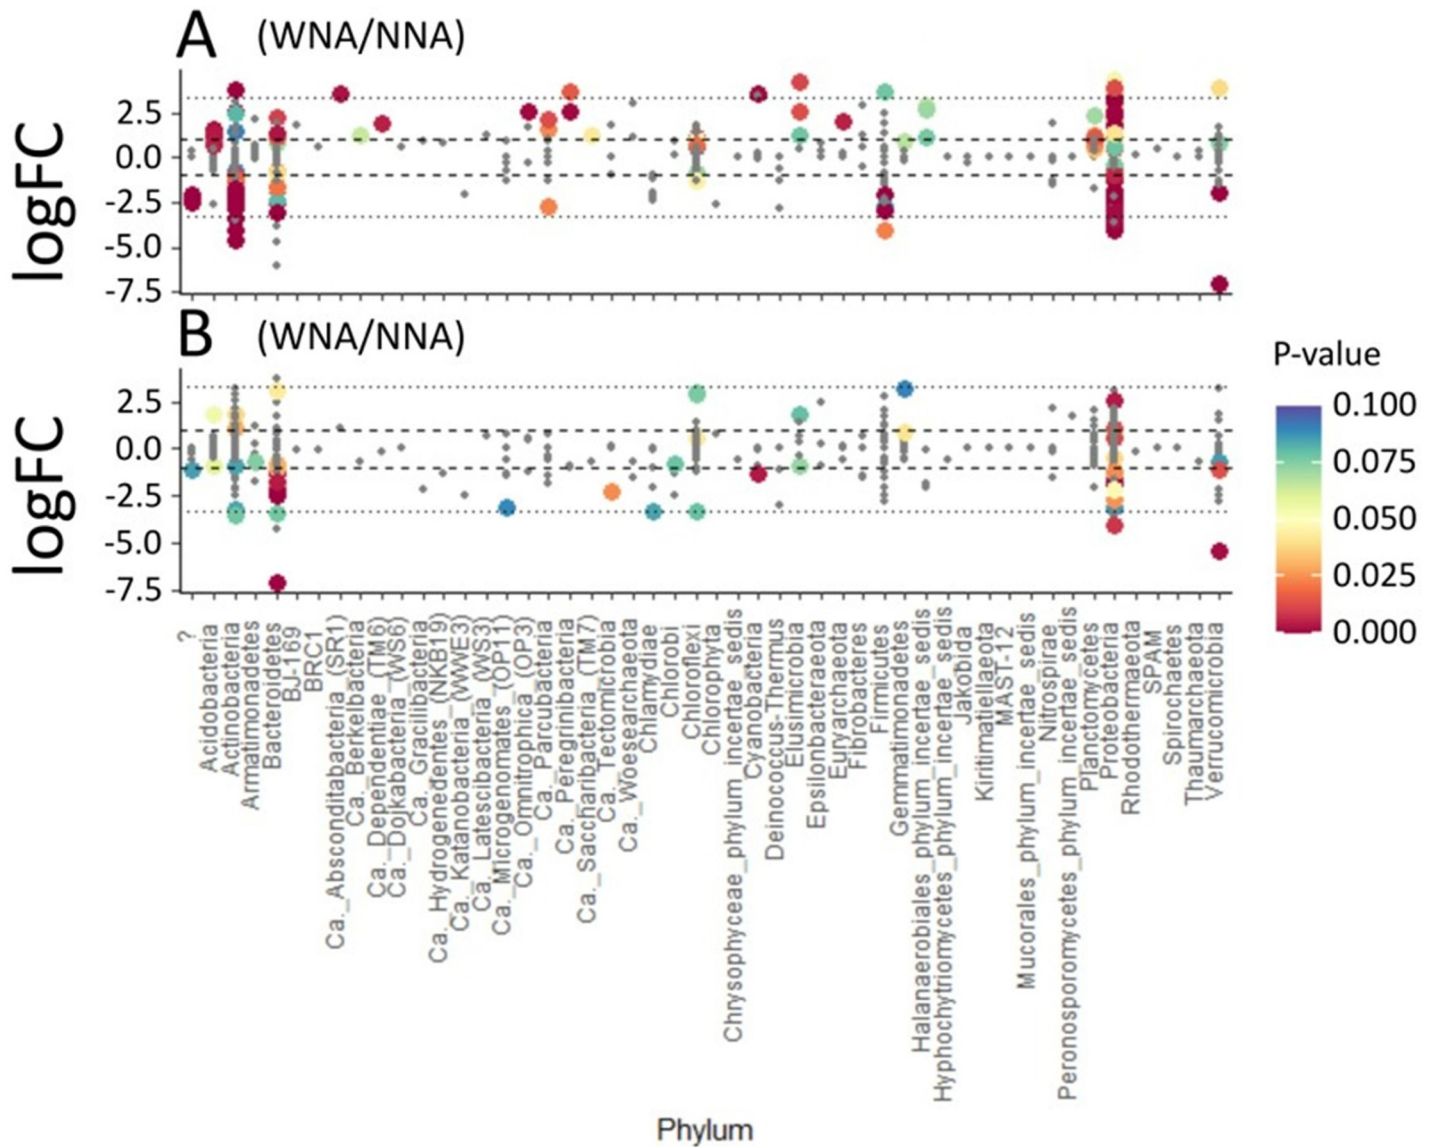 A (WNA/NNA)
logFC
2.5
0.0
-2.5
-5.0
-7.5
B (WNA/NNA)
logFC
2.5
0.0
-2.5
-5.0
-7.5
P-value
0.100
0.075
0.050
0.025
0.000
?
Acidobacteria
Actinobacteria
Armatimonadetes
Bacteroidetes
BJ-169
BRC1
Ca._Absconditabacteria_(SR1)
Ca._Berkelbacteria
Ca._Dependentiae_(TM6)
Ca._Dojkabacteria_(WS6)
Ca._Gracilibacteria
Ca._Hydrogenedentes_(NKB19)
Ca._Katanobacteria_(WWE3)
Ca._Latescibacteria_(WS3)
Ca._Microgenomates_(OP11)
Ca._Omnitrophica_(OP3)
Ca._Parcubacteria
Ca._Peregrinibacteria
Ca._Saccharibacteria_(TM7)
Ca._Tectomicrobia
Ca._Woesearchaeota
Chlamydiae
Chlorobi
Chloroflexi
Chlorophyta
Chrysophyceae_phylum_incertae_sedis
Cyanobacteria
Deinococcus-Thermus
Elusimicrobia
Epsilonbacteraeota
Euryarchaeota
Fibrobacteres
Firmicutes
Gemmatimonadetes
Halanaerobiales_phylum_incertae_sedis
Hyphochytriomycetes_phylum_incertae_sedis
Jakobida
Kiritimatiellaeota
MAST-12
Mucorales_phylum_incertae_sedis
Nitrospirae
Peronosporomycetes_phylum_incertae_sedis
Planctomycetes
Proteobacteria
Rhodothermaeota
SPAM
Spirochaetes
Thaumarchaeota
Verrucomicrobia
Phylum